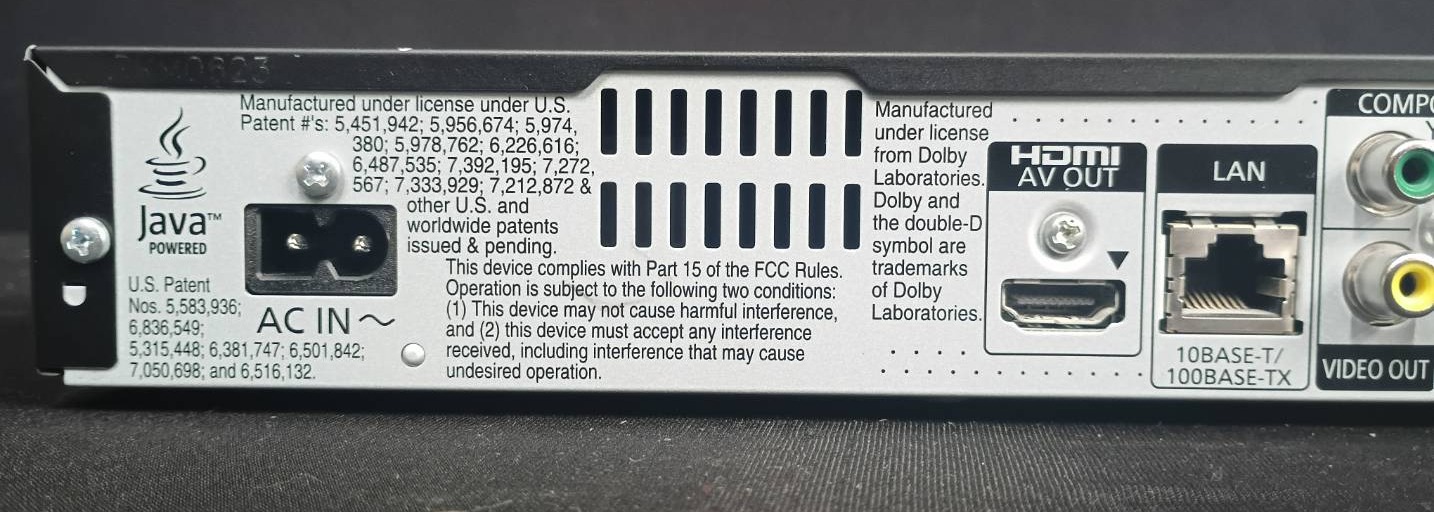 Java™
POWERED
U.S. Patent
Nos. 5,583,936;
6,836,549;
5,315,448; 6,381,747; 6,501,842;
7,050,698; and 6,516,132.
Manufactured under license under U.S.
Patent #'s: 5,451,942; 5,956,674; 5,974,
380; 5,978,762; 6,226,616;
6,487,535; 7,392,195; 7,272,
567; 7,333,929; 7,212,872 &
other U.S. and
worldwide patents
issued & pending.
AC IN ~
This device complies with Part 15 of the FCC Rules.
Operation is subject to the following two conditions:
(1) This device may not cause harmful interference,
and (2) this device must accept any interference
received, including interference that may cause
undesired operation.
Manufactured
under license
from Dolby
Laboratories.
Dolby and
the double-D
symbol are
trademarks
of Dolby
Laboratories.
HDMI
AV OUT
LAN
10BASE-T/
100BASE-TX
COMPO
Y
VIDEO OUT